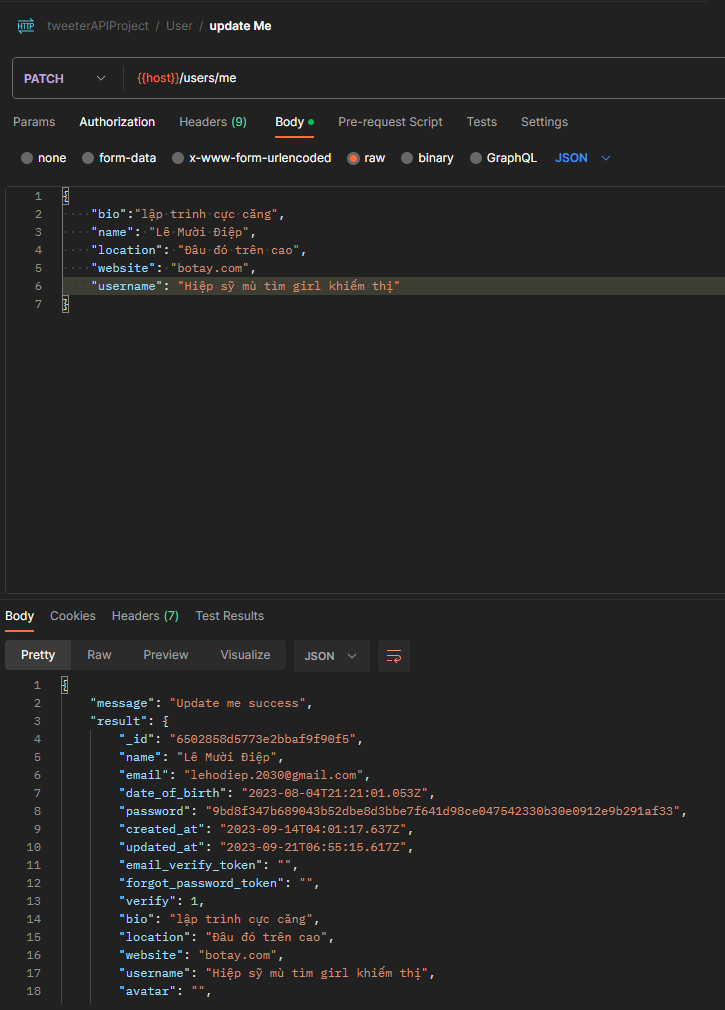 HTTP tweeterAPIProject / User / update Me
PATCH {{host}}/users/me
Params Authorization Headers (9) Body Pre-request Script Tests Settings
none form-data x-www-form-urlencoded raw binary GraphQL JSON
1 {
2 "bio":"lập trình cực căng",
3 "name": "Lê Mười Điệp",
4 "location": "Đâu đó trên cao",
5 "website": "botay.com",
6 "username": "Hiệp sỹ mù tìm girl khiếm thị"
7 }
Body Cookies Headers (7) Test Results
Pretty Raw Preview Visualize JSON
1 {
2 "message": "Update me success",
3 "result": {
4 "_id": "6502858d5773e2bbaf9f90f5",
5 "name": "Lê Mười Điệp",
6 "email": "lehodiep.2030@gmail.com",
7 "date_of_birth": "2023-08-04T21:21:01.053Z",
8 "password": "9bd8f347b689043b52dbe8d3bbe7f641d98ce047542330b30e0912e9b291af33",
9 "created_at": "2023-09-14T04:01:17.637Z",
10 "updated_at": "2023-09-21T06:55:15.617Z",
11 "email_verify_token": "",
12 "forgot_password_token": "",
13 "verify": 1,
14 "bio": "lập trình cực căng",
15 "location": "Đâu đó trên cao",
16 "website": "botay.com",
17 "username": "Hiệp sỹ mù tìm girl khiếm thị",
18 "avatar": "",